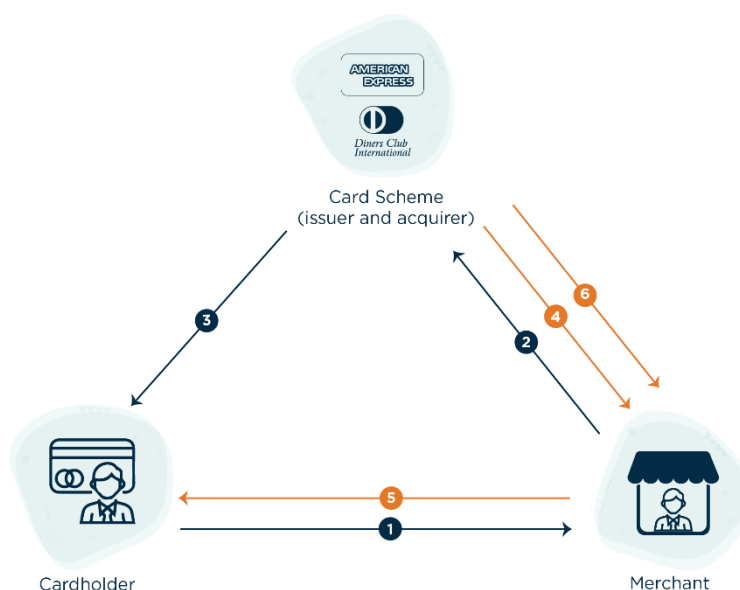 AMERICAN
EXPRESS
Diners Club
International
Card Scheme
(issuer and acquirer)
6
4
3
2
5
1
Cardholder
Merchant